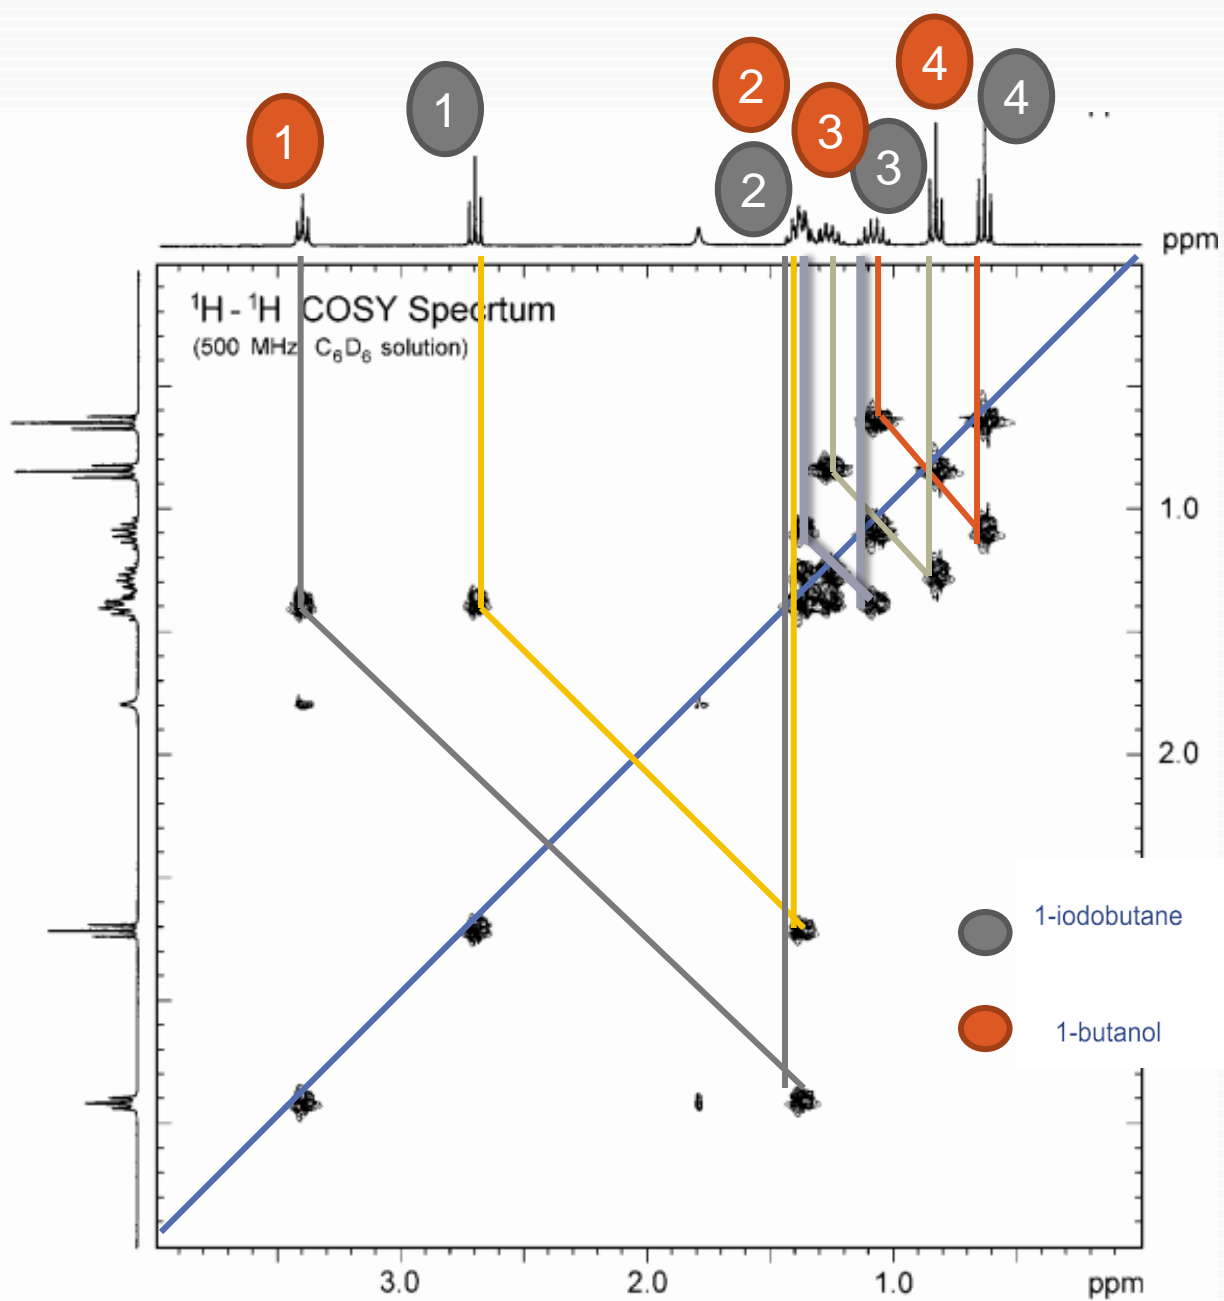 4
2
4
1
1
3
3
2
ppm
¹H - ¹H COSY Specrtum
(500 MHz C₆D₆ solution)
1.0
2.0
1-iodobutane
1-butanol
3.0 2.0 1.0 ppm